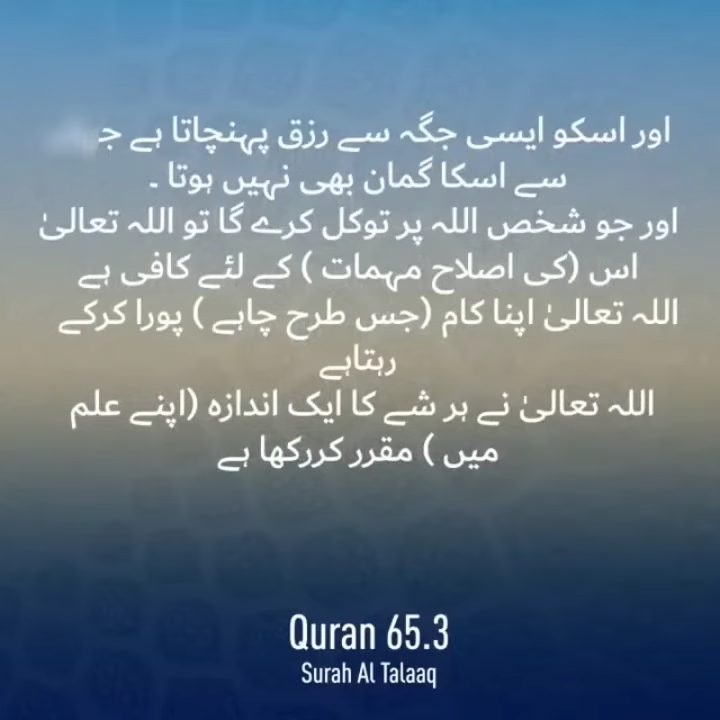 اور اسکو ایسی جگہ سے رزق پہنچاتا ہے
سے اسکا گمان بھی نہیں ہوتا ۔
اور جو شخص اللہ پر توکل کرے گا تو اللہ تعالیٰ
اس (کی اصلاح مہمات ) کے لئے کافی ہے
اللہ تعالیٰ اپنا کام (جس طرح چاہے ) پورا کرکے
رہتاہے
اللہ تعالیٰ نے ہر شے کا ایک اندازہ (اپنے علم
میں ) مقرر کررکھا ہے
Quran 65.3
Surah Al Talaaq